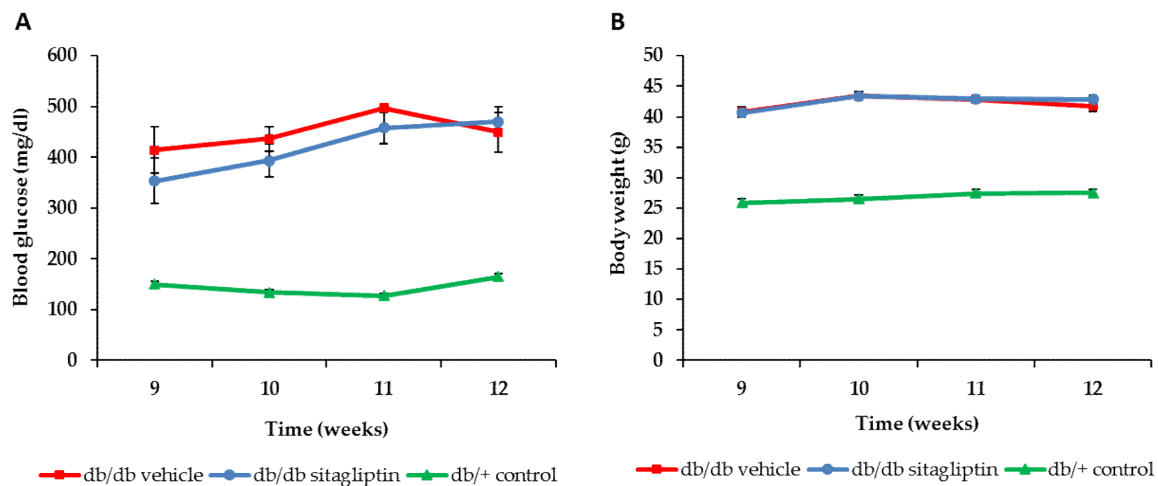 A
Blood glucose (mg/dl)
600
500
400
300
200
100
0
9 10 11 12
Time (weeks)
db/db vehicle db/db sitagliptin db/+ control
B
Body weight (g)
50
45
40
35
30
25
20
15
10
5
0
9 10 11 12
Time (weeks)
db/db vehicle db/db sitagliptin db/+ control